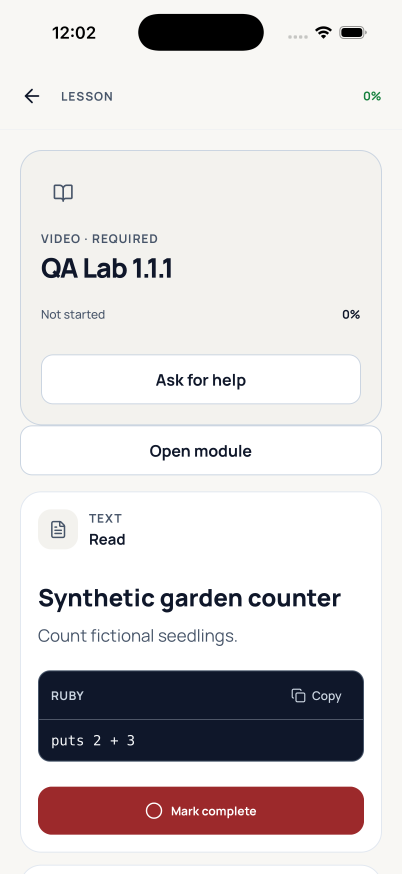 12:02
LESSON
0%
VIDEO · REQUIRED
QA Lab 1.1.1
Not started
0%
Ask for help
Open module
TEXT
Read
Synthetic garden counter
Count fictional seedlings.
RUBY
Copy
puts 2 + 3
Mark complete